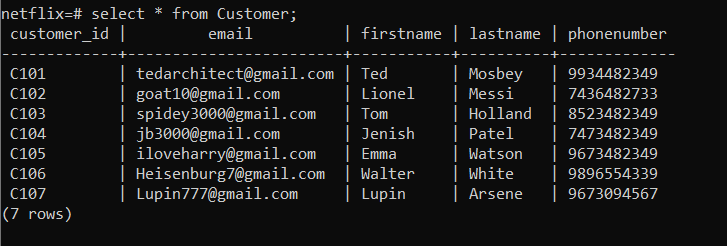 netflix=# select * from Customer;
 customer_id |          email          | firstname | lastname | phonenumber
-------------+-------------------------+-----------+----------+-------------
 C101        | tedarchitect@gmail.com | Ted       | Mosbey   | 9934482349
 C102        | goat10@gmail.com       | Lionel    | Messi    | 7436482733
 C103        | spidey3000@gmail.com   | Tom       | Holland  | 8523482349
 C104        | jb3000@gmail.com       | Jenish    | Patel    | 7473482349
 C105        | iloveharry@gmail.com   | Emma      | Watson   | 9673482349
 C106        | Heisenburg7@gmail.com  | Walter    | White    | 9896554339
 C107        | Lupin777@gmail.com     | Lupin     | Arsene   | 9673094567
(7 rows)